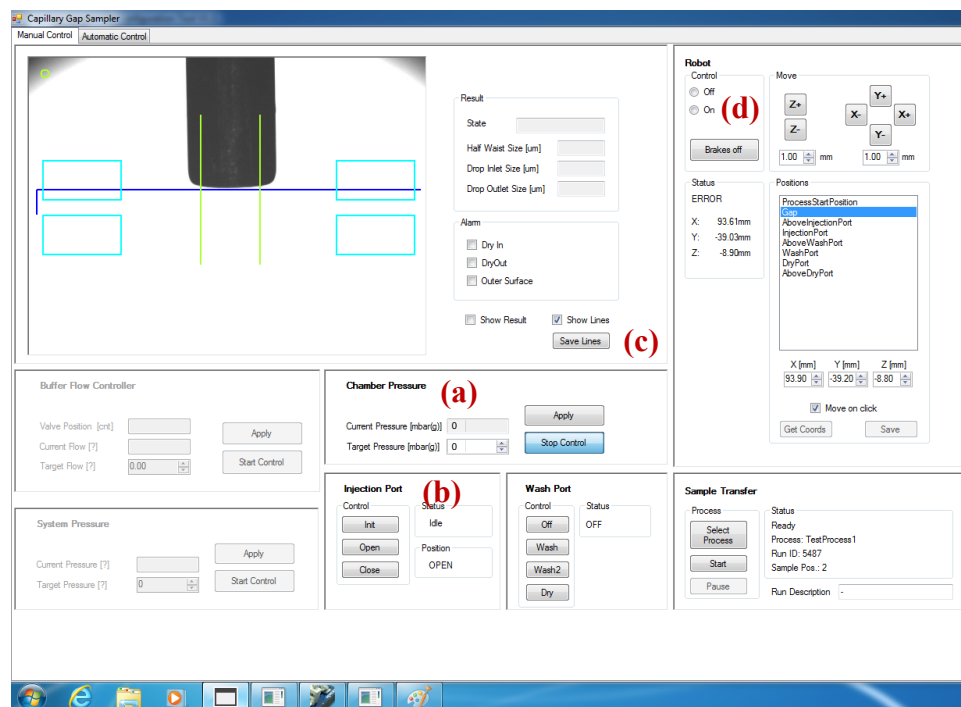 Capillary Gap Sampler
Manual Control Automatic Control
Result
State
Half Waist Size [um]
Drop Inlet Size [um]
Drop Outlet Size [um]
Alarm
Dry In
DryOut
Outer Surface
Show Result Show Lines
Save Lines
(c)
Robot
Control
Off
On
(d)
Brakes off
Move
Z+
Z-
Y+
X-
X+
Y-
1.00 mm
1.00 mm
Status
ERROR
X: 93.61mm
Y: -39.03mm
Z: -8.90mm
Positions
ProcessStartPosition
Gap
AboveInjectionPort
InjectionPort
AboveWashPort
WashPort
DryPort
AboveDryPort
X [mm] Y [mm] Z [mm]
93.90 -39.20 -8.80
Move on click
Get Coords Save
Buffer Flow Controller
Valve Position [cnt]
Current Flow [?]
Target Flow [?] 0.00
Apply
Start Control
Chamber Pressure
(a)
Current Pressure [mbar(g)] 0
Target Pressure [mbar(g)] 0
Apply
Stop Control
System Pressure
Current Pressure [?]
Target Pressure [?] 0
Apply
Start Control
Injection Port
(b)
Control
Init
Open
Close
Status
Idle
Position
OPEN
Wash Port
Control
Off
Wash
Wash2
Dry
Status
OFF
Sample Transfer
Process
Select
Process
Start
Pause
Status
Ready
Process: TestProcess1
Run ID: 5487
Sample Pos.: 2
Run Description -